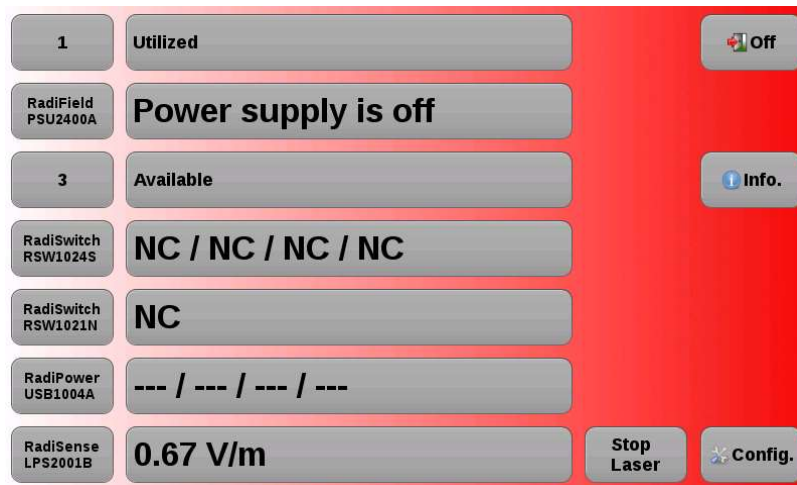 1
Utilized
Off
RadiField
PSU2400A
Power supply is off
3
Available
Info.
RadiSwitch
RSW1024S
NC / NC / NC / NC
RadiSwitch
RSW1021N
NC
RadiPower
USB1004A
--- / --- / --- / ---
RadiSense
LPS2001B
0.67 V/m
Stop
Laser
Config.